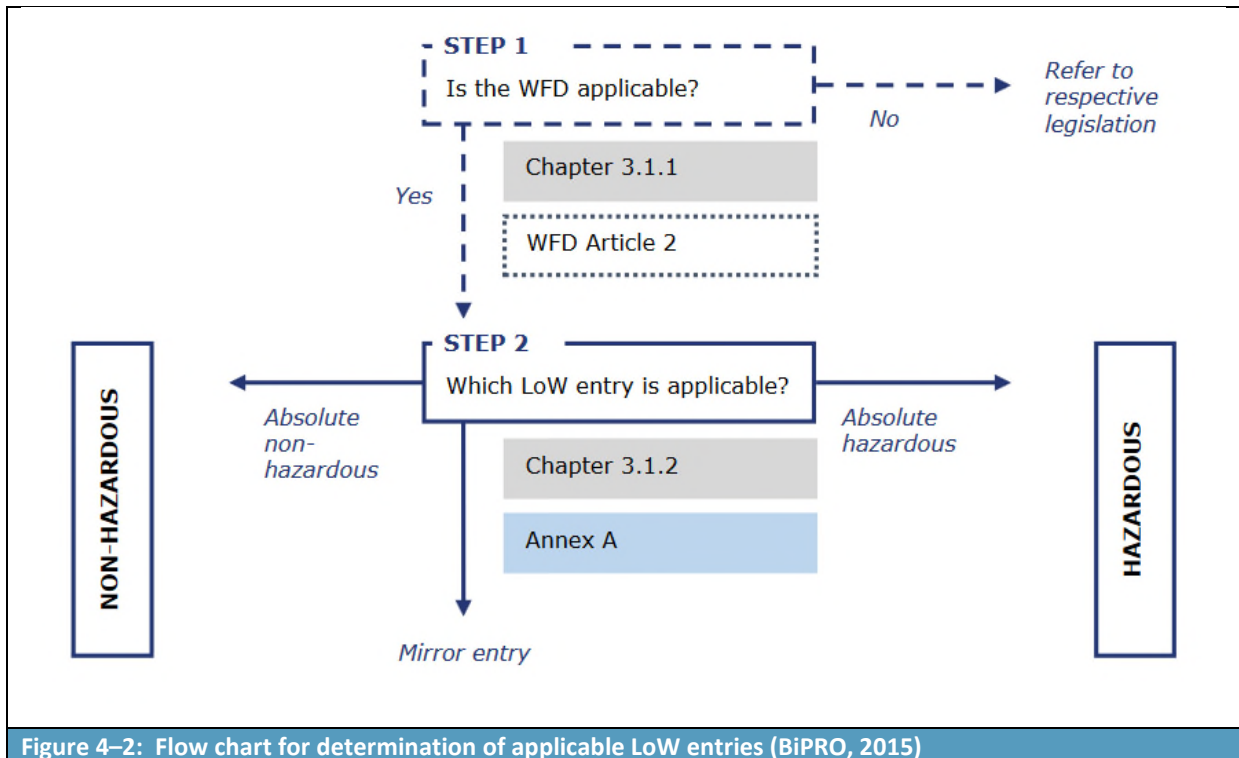 STEP 1
Is the WFD applicable?
No
Refer to
respective
legislation
Yes
Chapter 3.1.1
WFD Article 2
STEP 2
Which LoW entry is applicable?
Absolute
non-
hazardous
Absolute
hazardous
NON-HAZARDOUS
HAZARDOUS
Chapter 3.1.2
Annex A
Mirror entry
Figure 4–2: Flow chart for determination of applicable LoW entries (BiPRO, 2015)